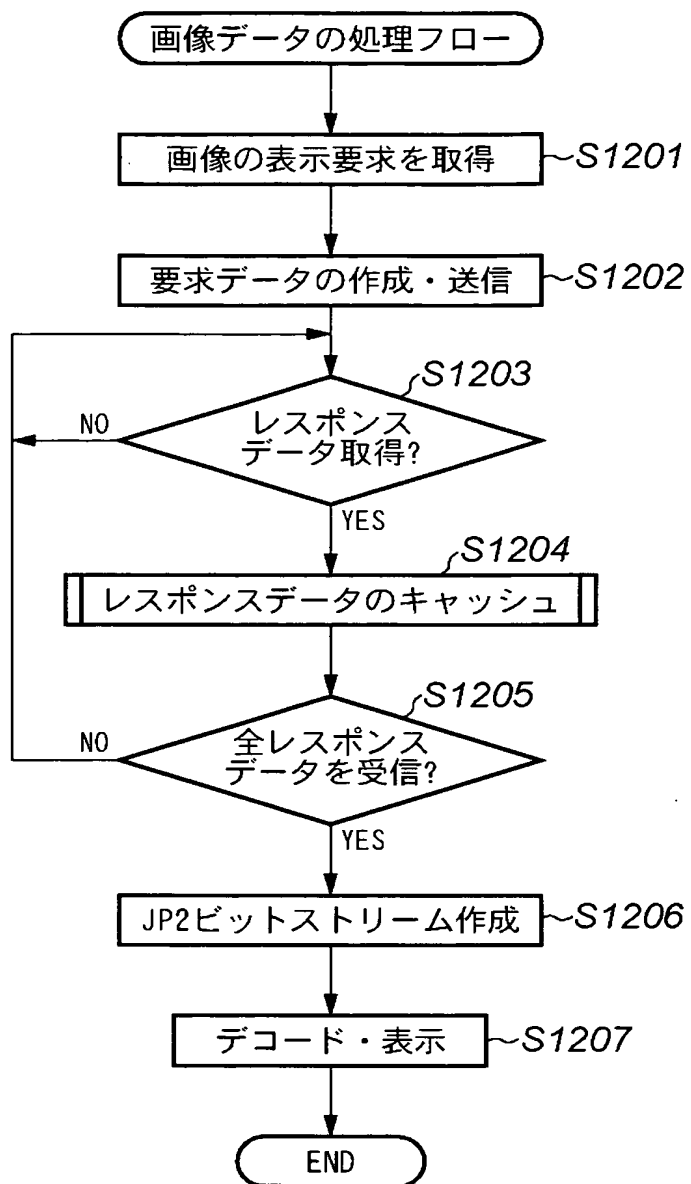 画像データの処理フロー
画像の表示要求を取得
S1201
要求データの作成・送信
S1202
S1203
レスポンス
データ取得?
NO
YES
S1204
レスポンスデータのキャッシュ
S1205
全レスポンス
データを受信?
NO
YES
JP2ビットストリーム作成
S1206
デコード・表示
S1207
END